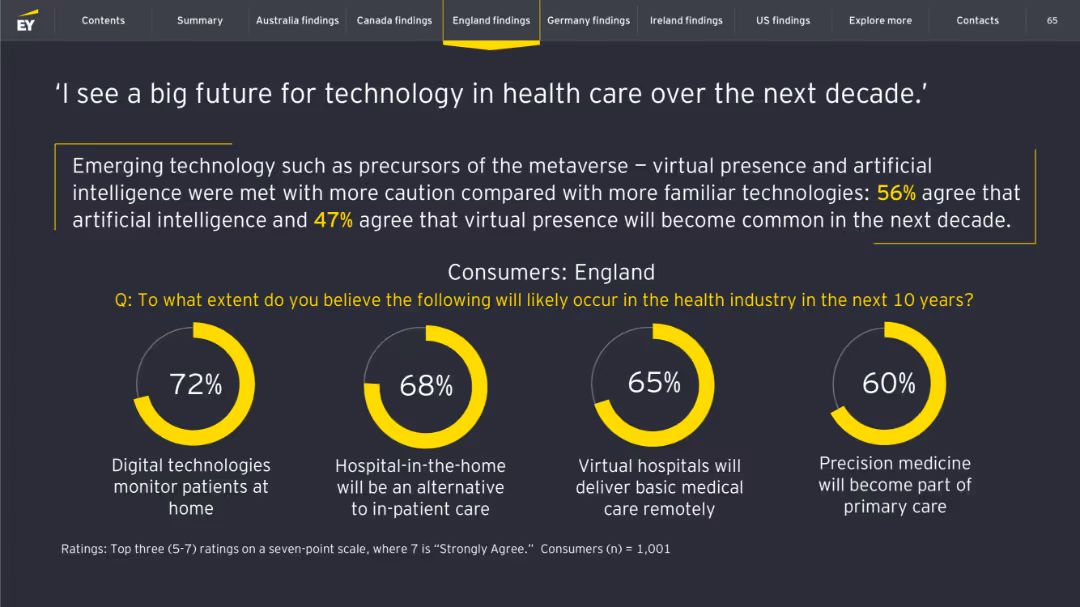 EY
Contents
Summary
Australia findings
Canada findings
England findings
Germany findings
Ireland findings
US findings
Explore more
Contacts
65
‘I see a big future for technology in health care over the next decade.’
Emerging technology such as precursors of the metaverse – virtual presence and artificial
intelligence were met with more caution compared with more familiar technologies: 56% agree that
artificial intelligence and 47% agree that virtual presence will become common in the next decade.
Consumers: England
Q: To what extent do you believe the following will likely occur in the health industry in the next 10 years?
72%
Digital technologies
monitor patients at
home
68%
Hospital-in-the-home
will be an alternative
to in-patient care
65%
Virtual hospitals will
deliver basic medical
care remotely
60%
Precision medicine
will become part of
primary care
Ratings: Top three (5-7) ratings on a seven-point scale, where 7 is “Strongly Agree.” Consumers (n) = 1,001